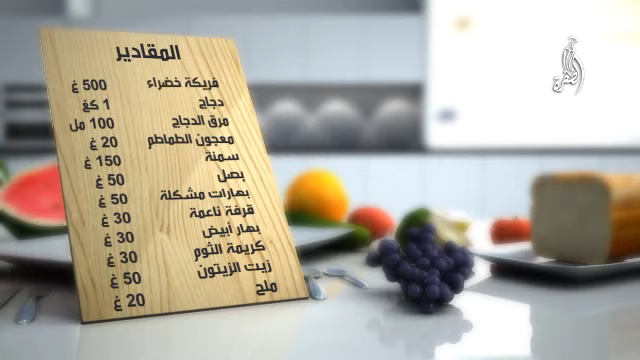 المقادير
فريكة خضراء 500 غ
دجاج 1 كغ
مرق الدجاج 100 مل
معجون الطماطم 20 غ
سمنة 150 غ
بصل 50 غ
بهارات مشكلة 50 غ
قرفة ناعمة 30 غ
بهار أبيض 30 غ
كريمة الثوم 30 غ
زيت الزيتون 50 غ
ملح 20 غ